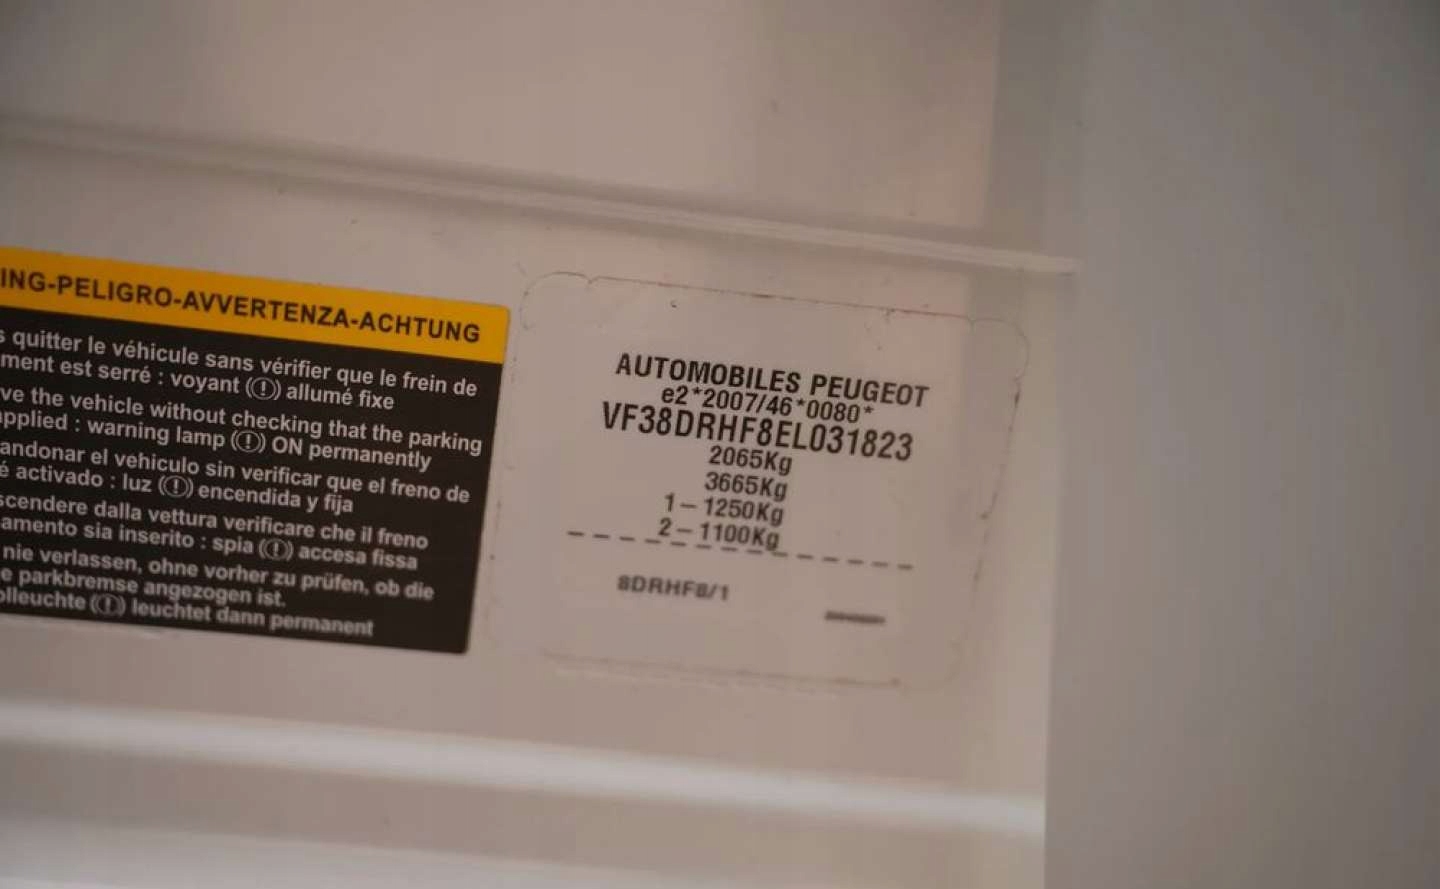 ING-PELIGRO-AVVERTENZA-ACHTUNG
s quitter le véhicule sans vérifier que le frein de
ment est serré : voyant (!) allumé fixe
ve the vehicle without checking that the parking
applied : warning lamp (!) ON permanently
andonar el vehiculo sin verificar que el freno de
é activado : luz (!) encendida y fija
scendere dalla vettura verificare che il freno
amento sia inserito : spia (!) accesa fissa
nie verlassen, ohne vorher zu prüfen, ob die
e parkbremse angezogen ist.
olleuchte (!) leuchtet dann permanent
AUTOMOBILES PEUGEOT
e2*2007/46*0080*
VF38DRHF8EL031823
2065Kg
3665Kg
1-1250Kg
2-1100Kg
8DRHF8/1